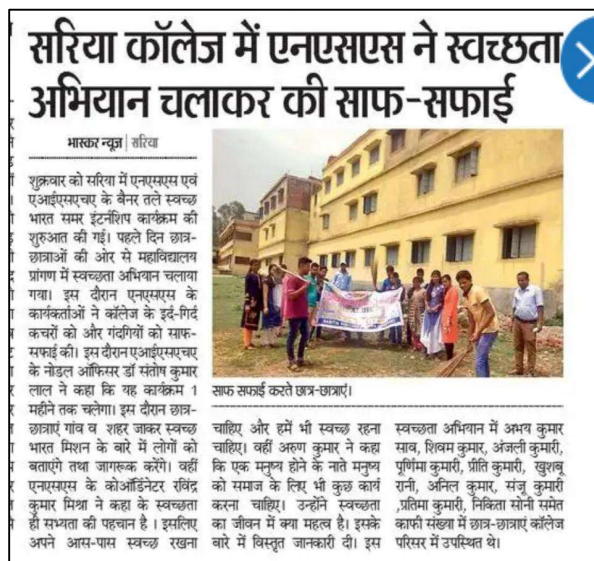 सरिया कॉलेज में एनएसएस ने स्वच्छता
अभियान चलाकर की साफ-सफाई
भास्कर न्यूज | सरिया
शुक्रवार को सरिया में एनएसएस एवं
एआईएसएचए के बैनर तले स्वच्छ
भारत समर इंटर्नशिप कार्यक्रम की
शुरुआत की गई। पहले दिन छात्र-
छात्राओं की ओर से महाविद्यालय
प्रांगण में स्वच्छता अभियान चलाया
गया। इस दौरान एनएसएस के
कार्यकर्ताओं ने कॉलेज के इर्द-गिर्द
कचरों को और गंदगियों को साफ-
सफाई की। इस दौरान एआईएसएचए
के नोडल ऑफिसर डॉ संतोष कुमार
लाल ने कहा कि यह कार्यक्रम 1
महीने तक चलेगा। इस दौरान छात्र-
छात्राएं गांव व शहर जाकर स्वच्छ
भारत मिशन के बारे में लोगों को
बताएंगे तथा जागरूक करेंगे। वहीं
एनएसएस के कोऑर्डिनेटर रविंद्र
कुमार मिश्रा ने कहा के स्वच्छता
ही सभ्यता की पहचान है । इसलिए
अपने आस-पास स्वच्छ रखना
साफ सफाई करते छात्र-छात्राएं।
चाहिए और हमें भी स्वच्छ रहना
चाहिए। वहीं अरुण कुमार ने कहा
कि एक मनुष्य होने के नाते मनुष्य
को समाज के लिए भी कुछ कार्य
करना चाहिए। उन्होंने स्वच्छता
का जीवन में क्या महत्व है। इसके
बारे में विस्तृत जानकारी दी। इस
स्वच्छता अभियान में अभय कुमार
साव, शिवम कुमार, अंजली कुमारी,
पूर्णिमा कुमारी, प्रीति कुमारी, खुशबू
रानी, अनिल कुमार, संजू कुमारी
,प्रतिमा कुमारी, निकिता सोनी समेत
काफी संख्या में छात्र-छात्राएं कॉलेज
परिसर में उपस्थित थे।